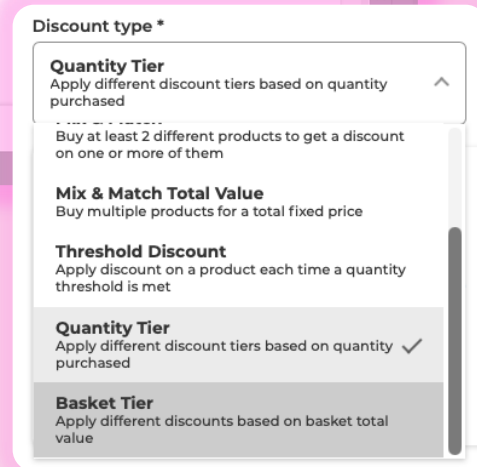 Discount type *
Quantity Tier
Apply different discount tiers based on quantity
purchased
Buy at least 2 different products to get a discount
on one or more of them
Mix & Match Total Value
Buy multiple products for a total fixed price
Threshold Discount
Apply discount on a product each time a quantity
threshold is met
Quantity Tier
Apply different discount tiers based on quantity
purchased
Basket Tier
Apply different discounts based on basket total
value